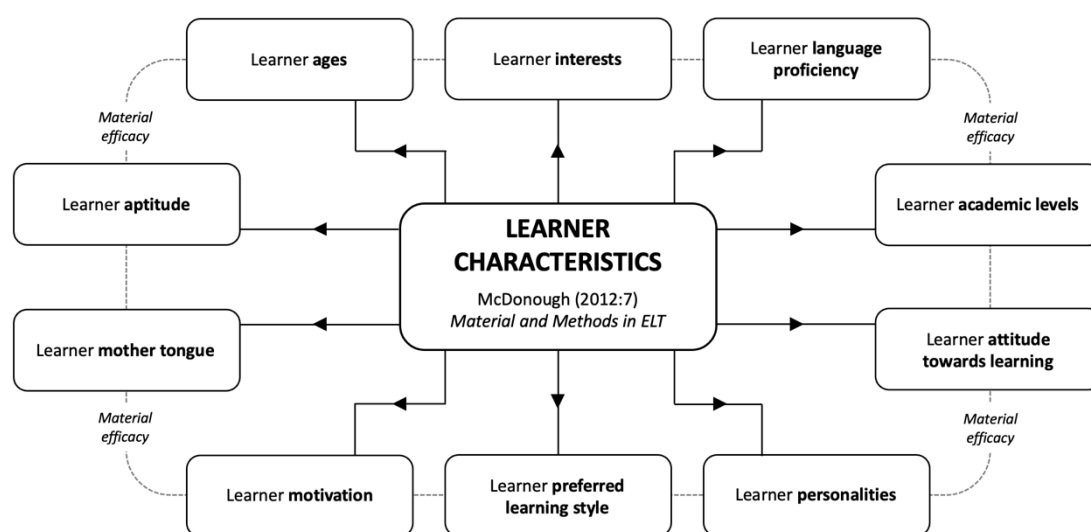 Learner ages
Learner interests
Learner language
proficiency
Material
efficacy
Material
efficacy
Learner aptitude
LEARNER
CHARACTERISTICS
McDonough (2012:7)
Material and Methods in ELT
Learner academic levels
Learner mother tongue
Learner attitude
towards learning
Material
efficacy
Material
efficacy
Learner motivation
Learner preferred
learning style
Learner personalities